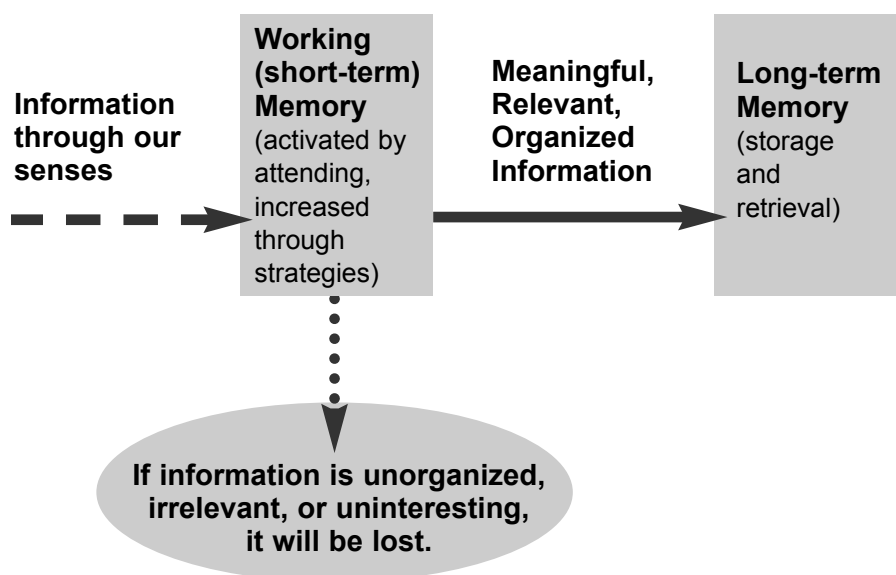 Information
through our
senses
Working
(short-term)
Memory
(activated by
attending,
increased
through
strategies)
Meaningful,
Relevant,
Organized
Information
Long-term
Memory
(storage
and
retrieval)
If information is unorganized,
irrelevant, or uninteresting,
it will be lost.